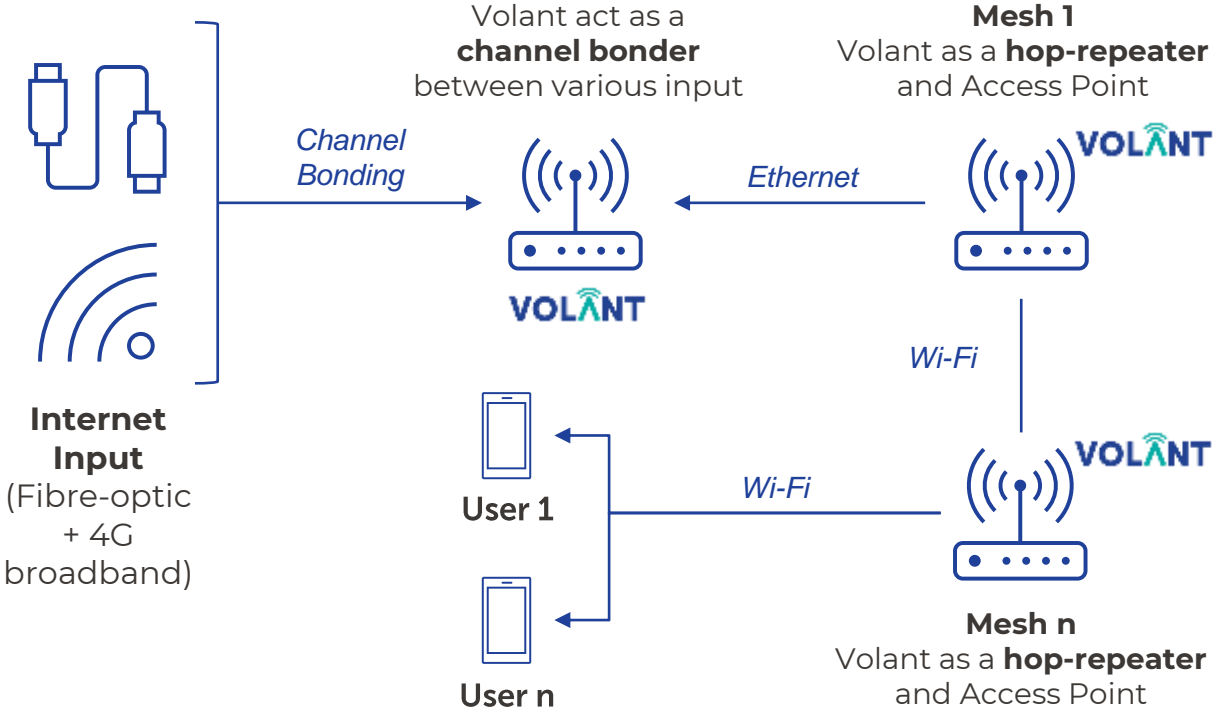 Volant act as a
channel bonder
between various input
Mesh 1
Volant as a hop-repeater
and Access Point
VOLANT
Channel
Bonding
Ethernet
VOLANT
Wi-Fi
Internet
Input
(Fibre-optic
+ 4G
broadband)
User 1
Wi-Fi
VOLANT
User n
Mesh n
Volant as a hop-repeater
and Access Point